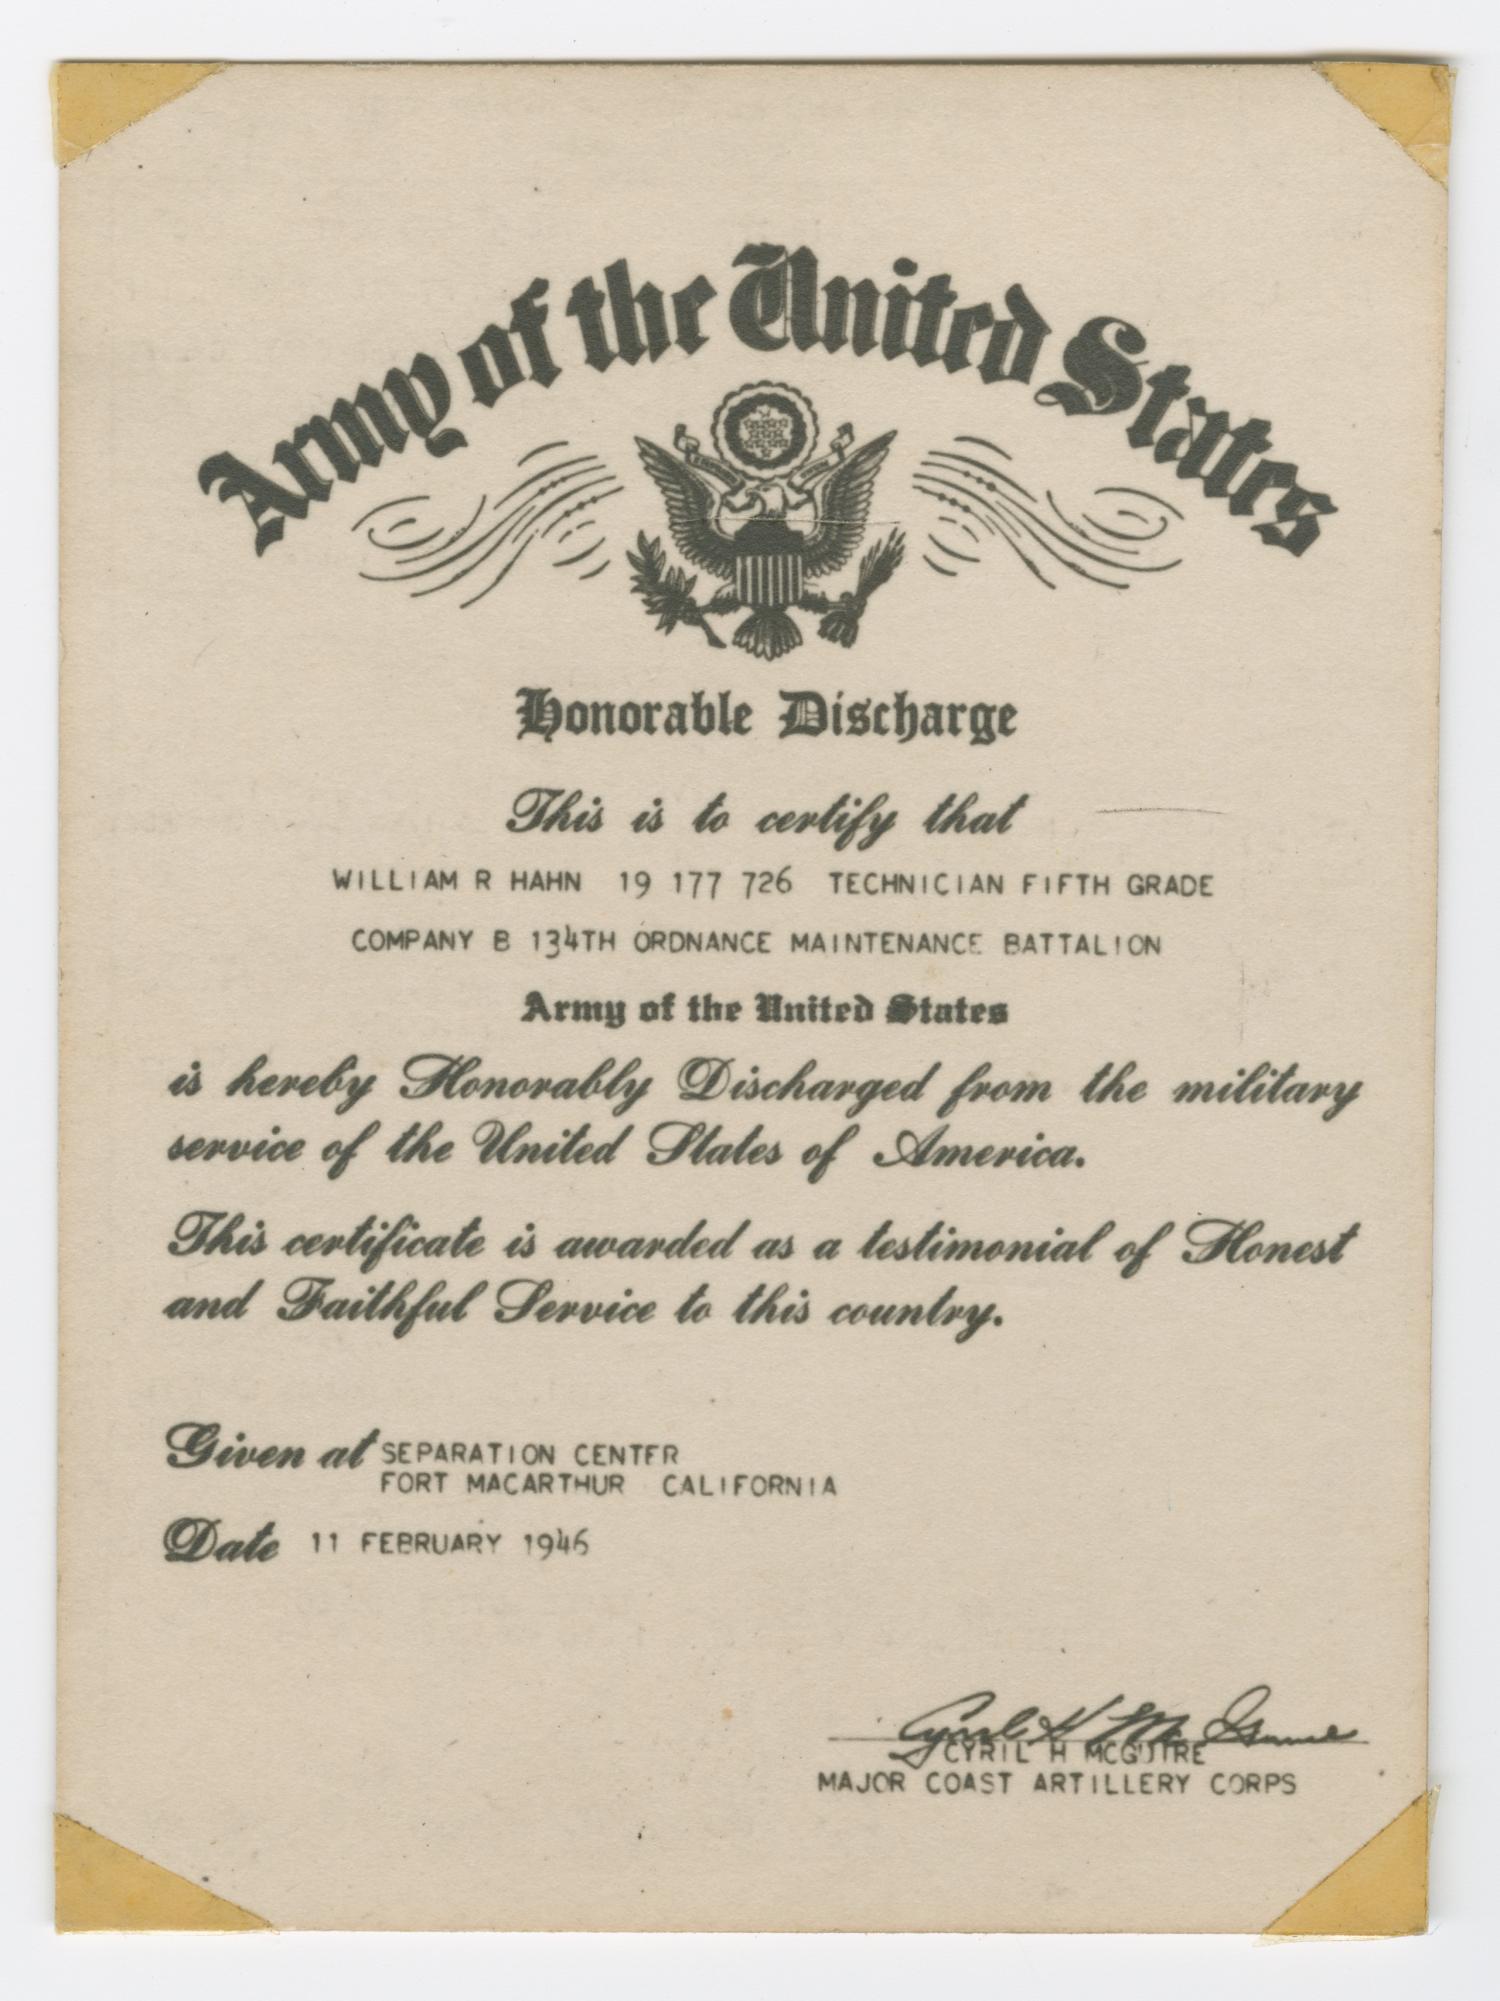 Army of the United States
Honorable Discharge
This is to certify that
WILLIAM R HAHN 19 177 726 TECHNICIAN FIFTH GRADE
COMPANY B 134TH ORDNANCE MAINTENANCE BATTALION
Army of the United States
is hereby Honorably Discharged from the military
service of the United States of America.
This certificate is awarded as a testimonial of Honest
and Faithful Service to this country.
Given at SEPARATION CENTER
FORT MACARTHUR CALIFORNIA
Date 11 FEBRUARY 1946
Cyril H McGuire
CYRIL H MCGUIRE
MAJOR COAST ARTILLERY CORPS